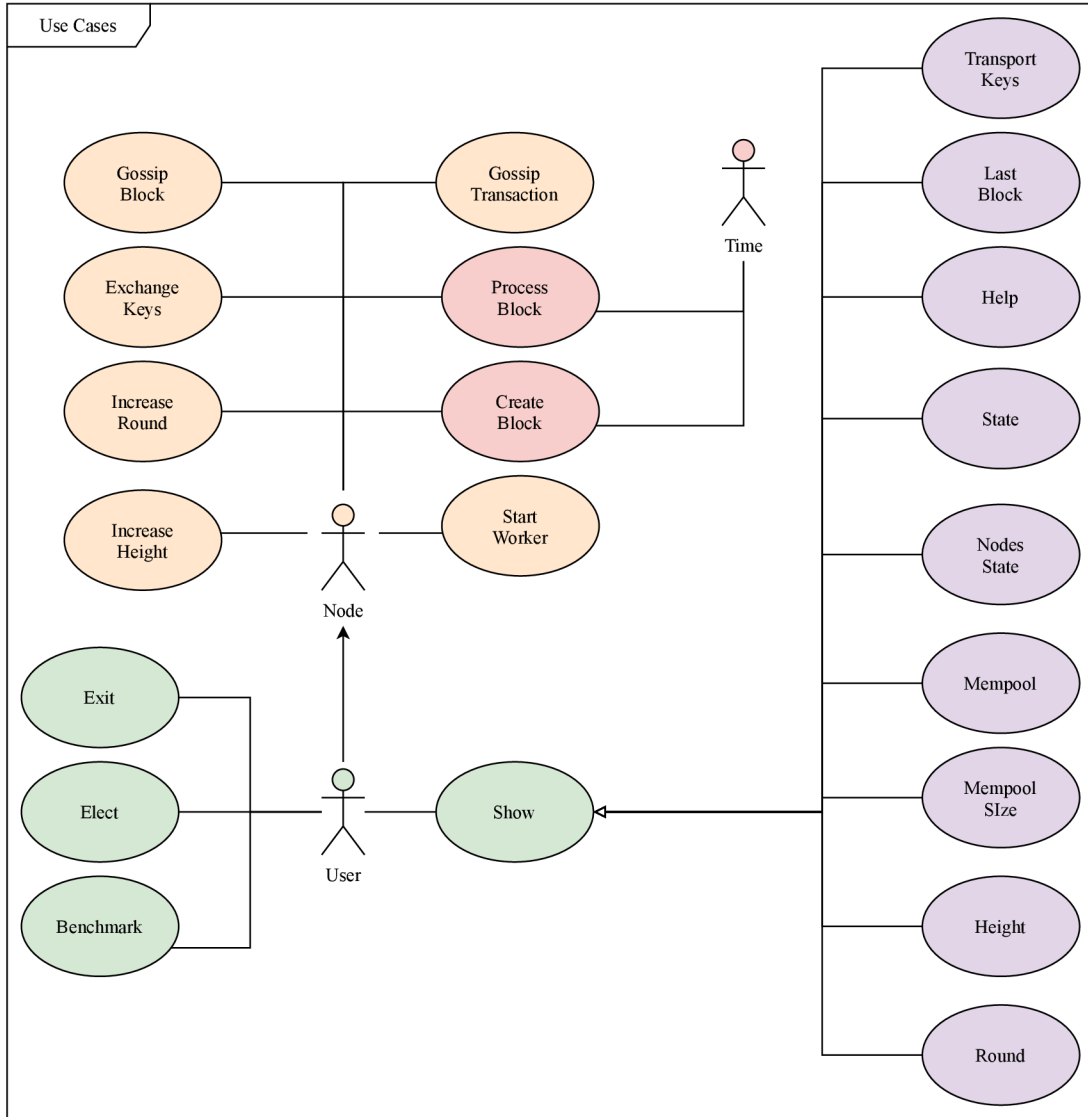 Use Cases
Transport
Keys
Gossip
Block
Gossip
Transaction
Last
Block
Time
Exchange
Keys
Process
Block
Help
Increase
Round
Create
Block
State
Increase
Height
Start
Worker
Nodes
State
Node
Exit
Mempool
Elect
Show
Mempool
SIze
User
Benchmark
Height
Round